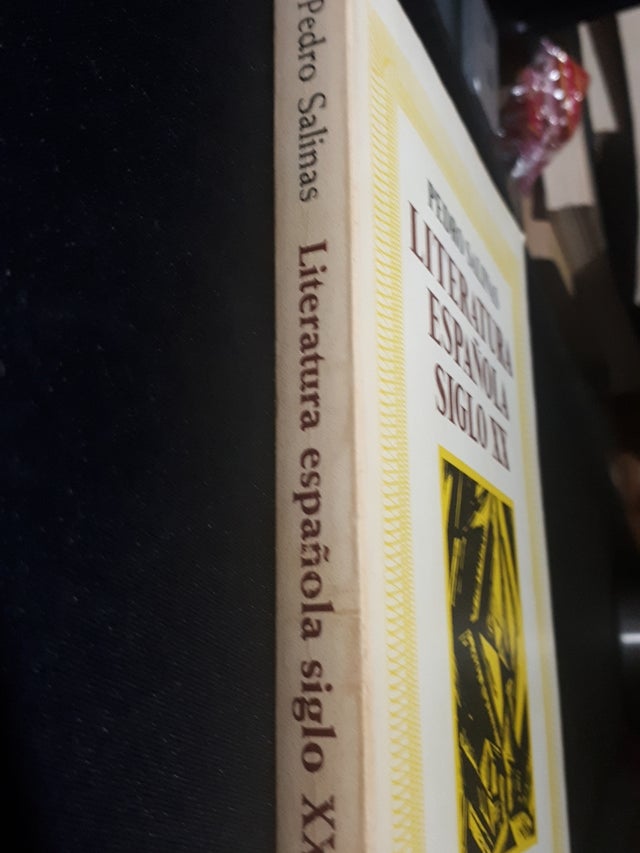 Pedro Salinas Literatura española siglo XX
PEDRO SALINAS
LITERATURA
ESPAÑOLA
SIGLO XX